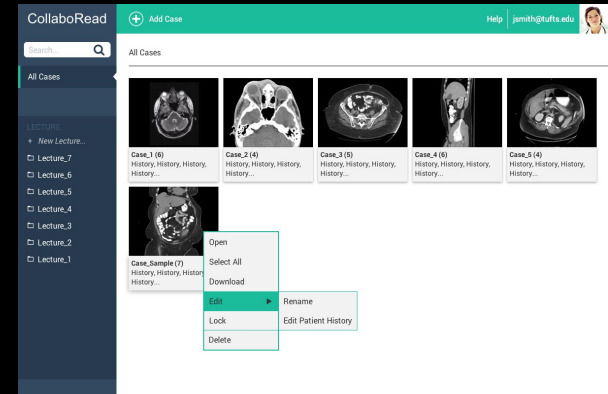 CollaboRead
Add Case
Help
jsmith@tufts.edu
Search...
All Cases
All Cases
LECTURE
+ New Lecture...
Lecture_7
Lecture_6
Lecture_5
Lecture_4
Lecture_3
Lecture_2
Lecture_1
Case_1 (6)
History, History, History,
History...
Case_2 (4)
History, History, History,
History...
Case_3 (5)
History, History, History,
History...
Case_4 (6)
History, History, History,
History...
Case_5 (4)
History, History, History,
History...
Case_Sample (7)
History, History, History
History...
Open
Select All
Download
Edit
Lock
Delete
Rename
Edit Patient History